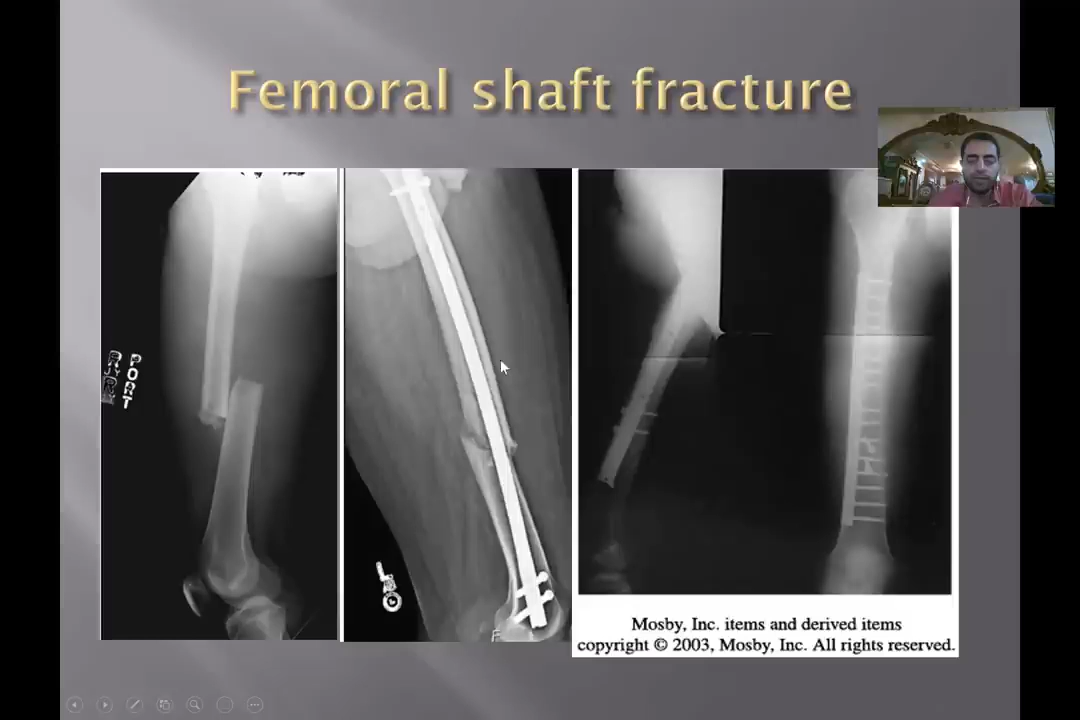 Femoral shaft fracture
PORT
Mosby, Inc. items and derived items
copyright © 2003, Mosby, Inc. All rights reserved.